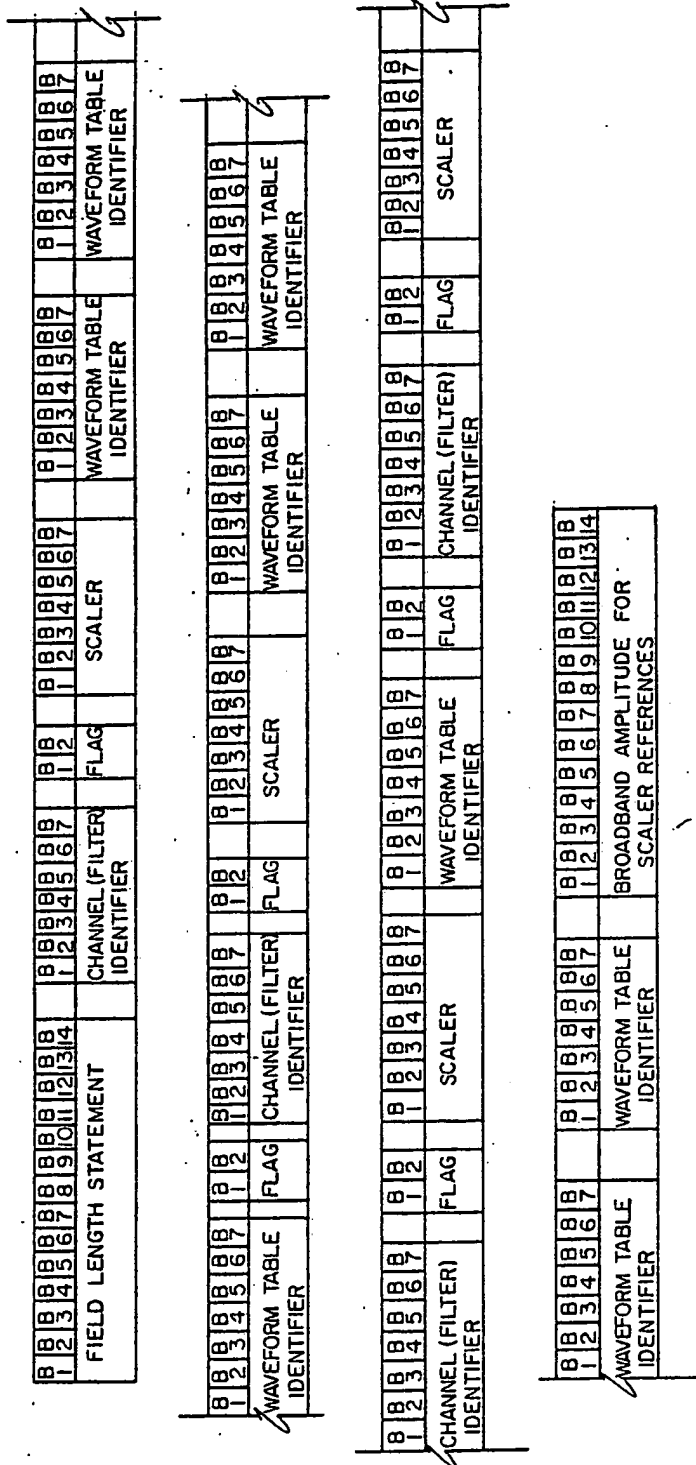 B B B B B B B B B B B B B B
1 2 3 4 5 6 7 8 9 10 11 12 13 14
FIELD LENGTH STATEMENT
B B B B B B B
1 2 3 4 5 6 7
CHANNEL (FILTER)
IDENTIFIER
B B
1 2
FLAG
B B B B B B B
1 2 3 4 5 6 7
SCALER
B B B B B B B
1 2 3 4 5 6 7
WAVEFORM TABLE
IDENTIFIER
B B B B B B B
1 2 3 4 5 6 7
WAVEFORM TABLE
IDENTIFIER
B B B B B B B
1 2 3 4 5 6 7
WAVEFORM TABLE
IDENTIFIER
B B
1 2
FLAG
B B B B B B B
1 2 3 4 5 6 7
CHANNEL (FILTER)
IDENTIFIER
B B
1 2
FLAG
B B B B B B B
1 2 3 4 5 6 7
SCALER
B B B B B B B
1 2 3 4 5 6 7
WAVEFORM TABLE
IDENTIFIER
B B B B B B B
1 2 3 4 5 6 7
WAVEFORM TABLE
IDENTIFIER
B B B B B B B
1 2 3 4 5 6 7
CHANNEL (FILTER)
IDENTIFIER
B B
1 2
FLAG
B B B B B B B
1 2 3 4 5 6 7
SCALER
B B B B B B B
1 2 3 4 5 6 7
WAVEFORM TABLE
IDENTIFIER
B B
1 2
FLAG
B B B B B B B
1 2 3 4 5 6 7
CHANNEL (FILTER)
IDENTIFIER
B B
1 2
FLAG
B B B B B B B
1 2 3 4 5 6 7
SCALER
B B B B B B B
1 2 3 4 5 6 7
WAVEFORM TABLE
IDENTIFIER
B B B B B B B
1 2 3 4 5 6 7
WAVEFORM TABLE
IDENTIFIER
B B B B B B B B B B B B B B
1 2 3 4 5 6 7 8 9 10 11 12 13 14
BROADBAND AMPLITUDE FOR
SCALER REFERENCES